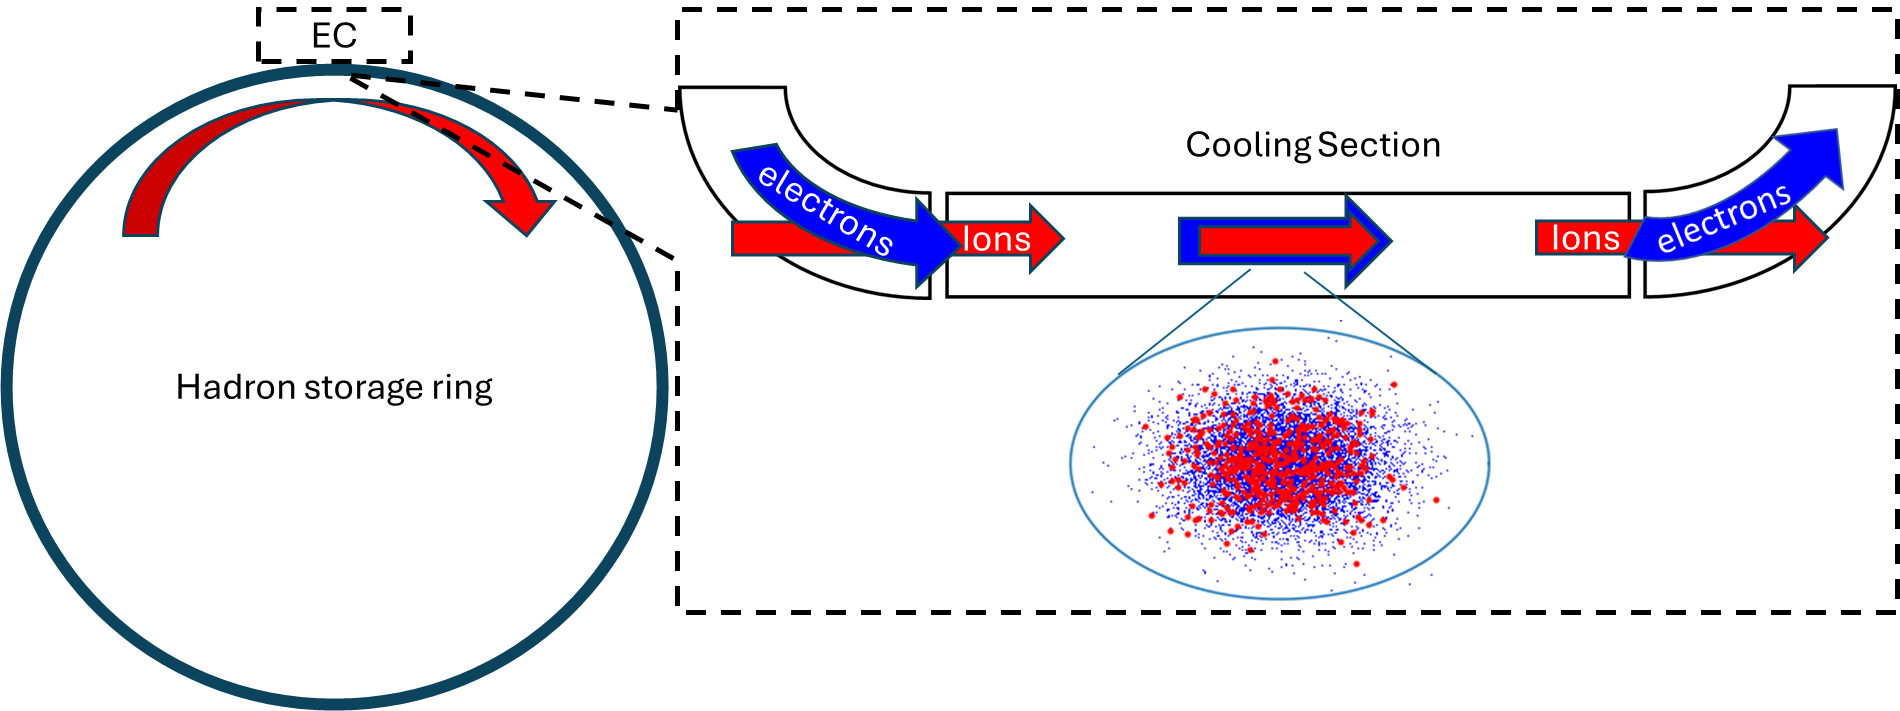 EC
Hadron storage ring
Cooling Section
electrons
Ions
Ions
electrons